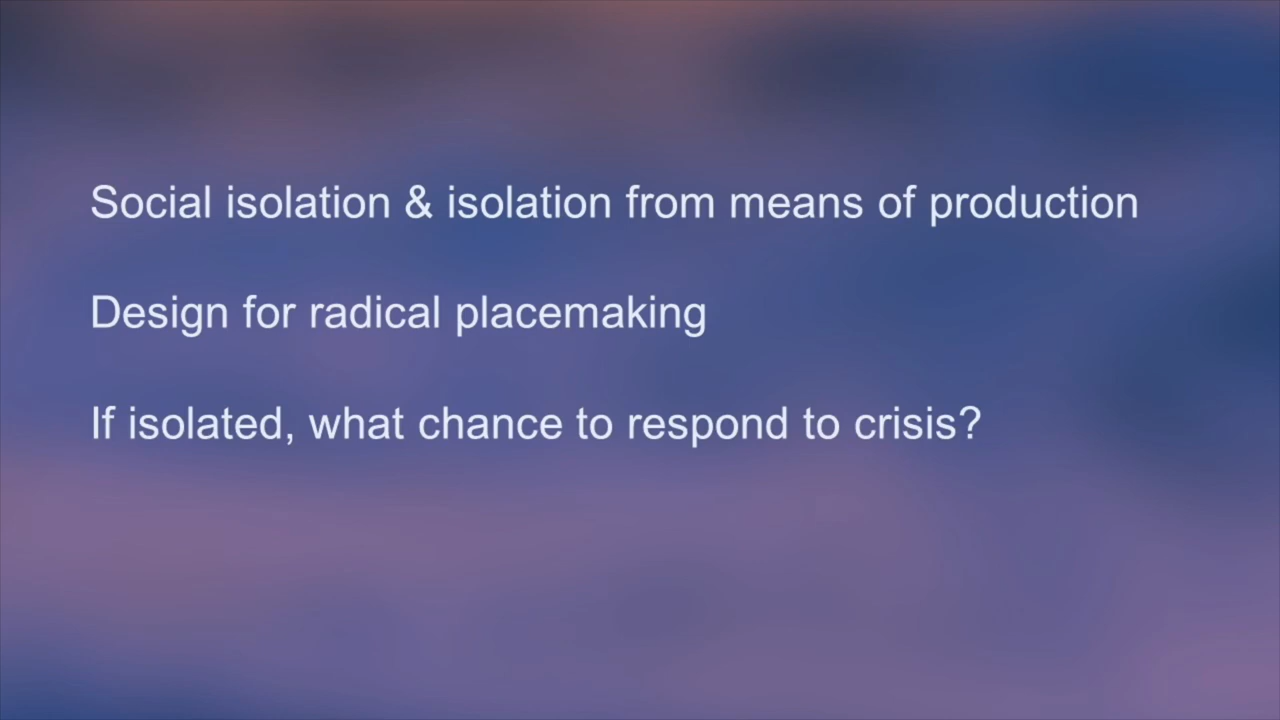 Social isolation & isolation from means of production
Design for radical placemaking
If isolated, what chance to respond to crisis?